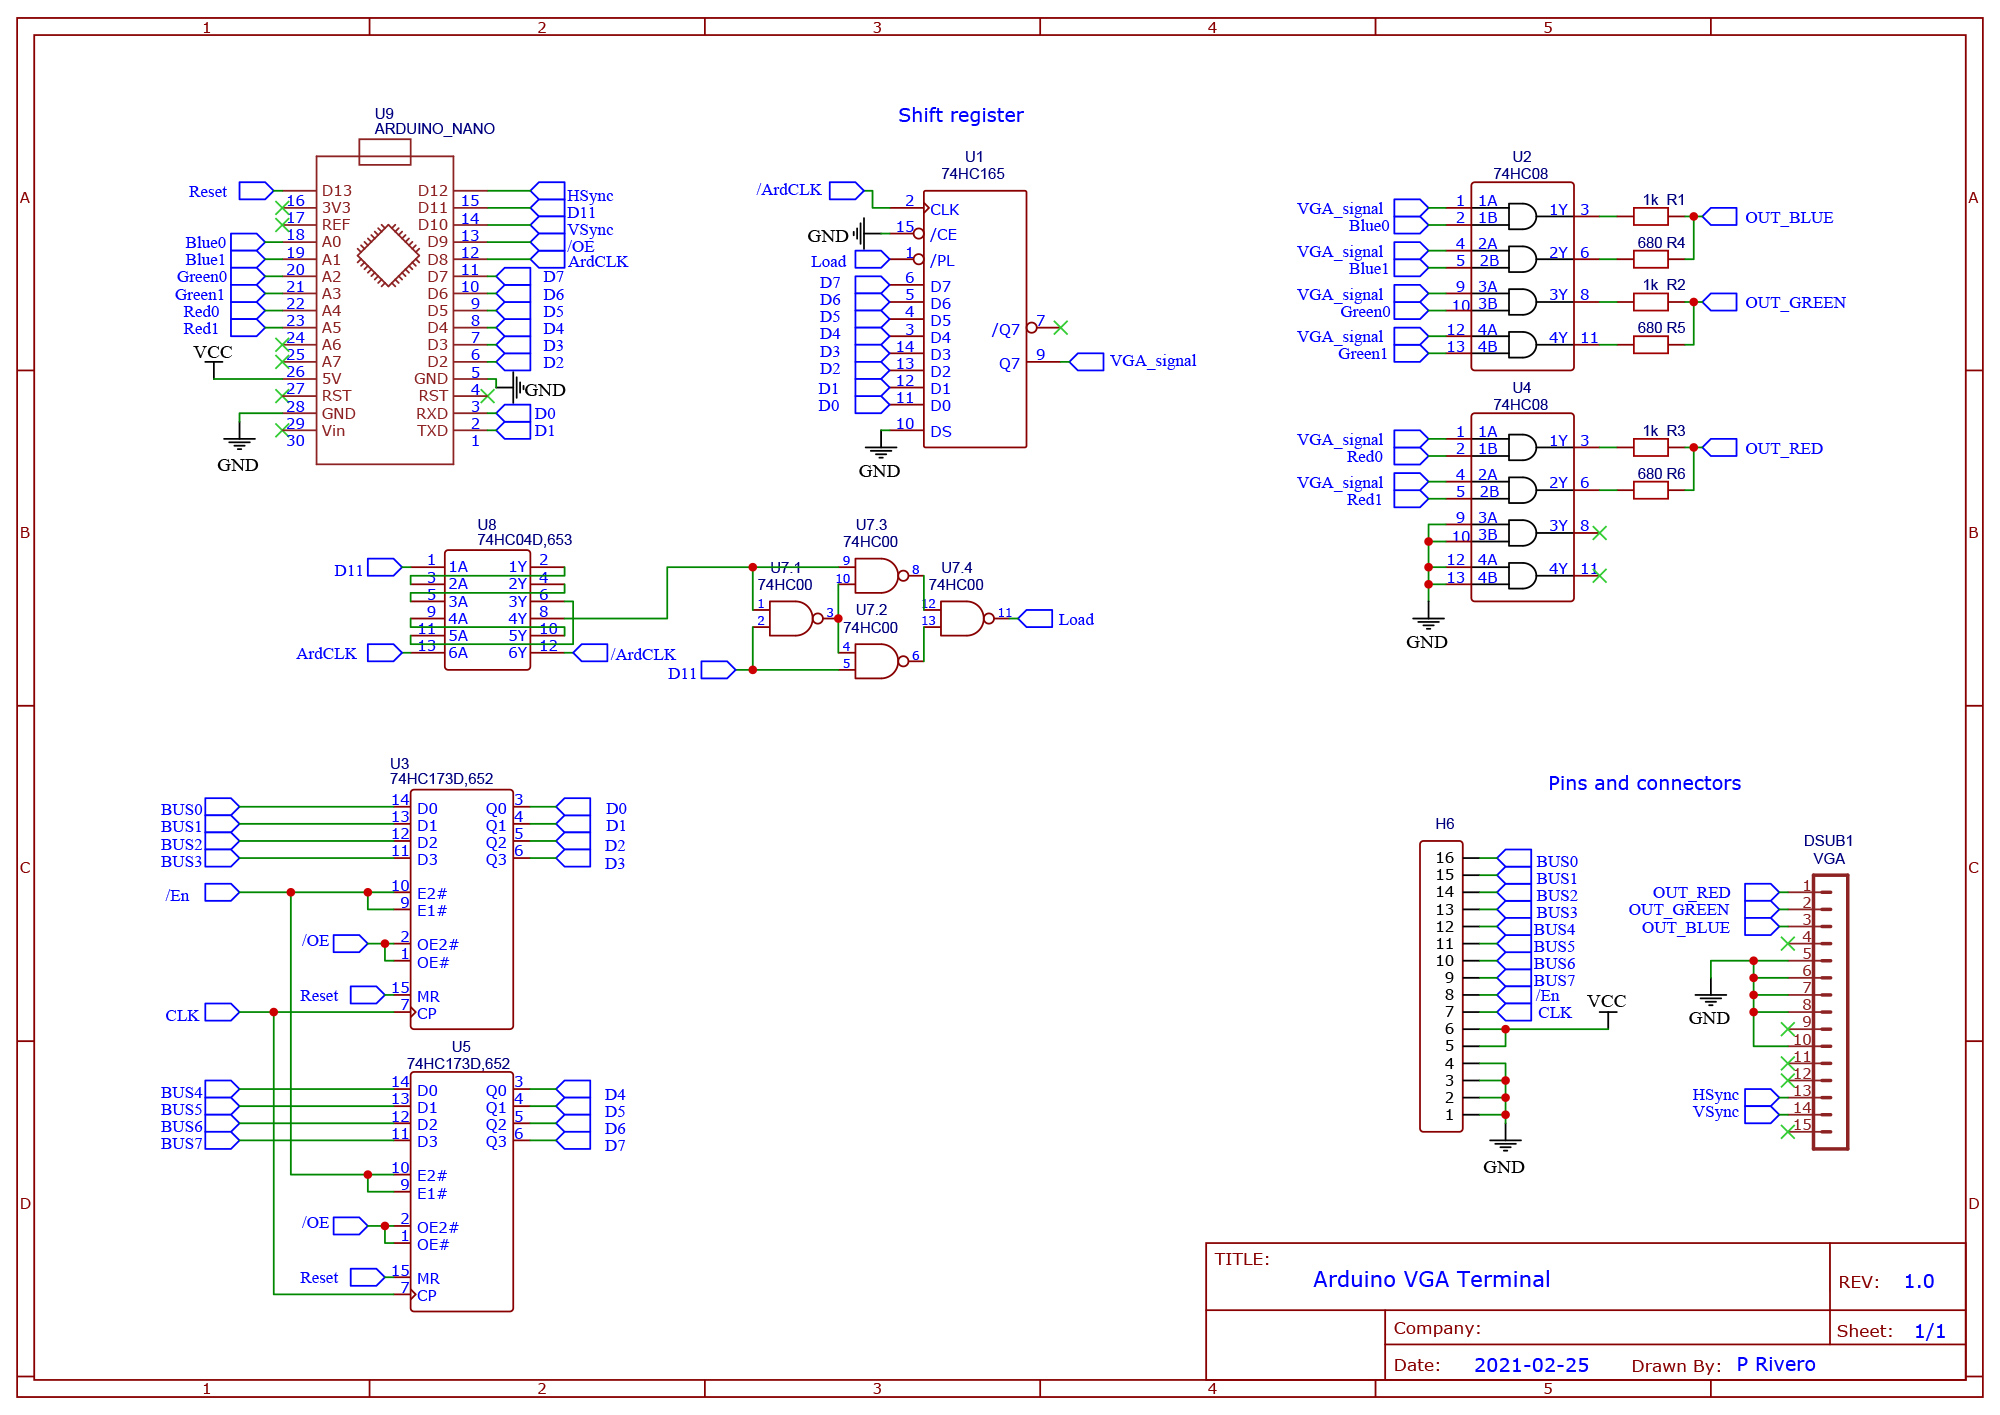 1 2 3 4 5
A
B
C
D
A
B
C
D
U9
ARDUINO_NANO
Reset
D13
16
3V3
17
REF
Blue0 18 A0
Blue1 19 A1
Green0 20 A2
Green1 21 A3
Red0 22 A4
Red1 23 A5
24 A6
VCC
25 A7
26 5V
27 RST
28 GND
29 Vin
30
GND
D12 HSync
D11 15 D11
D10 14 VSync
D9 13 /OE
D8 12 ArdCLK
D7 11 D7
D6 10 D6
D5 9 D5
D4 8 D4
D3 7 D3
D2 6 D2
GND 5 GND
RST 4
RXD 3 D0
TXD 2 D1
1
Shift register
U1
74HC165
/ArdCLK 2 CLK
GND 15 /CE
Load 1 /PL
D7 6 D7
D6 5 D6
D5 4 D5
D4 3 D4
D3 14 D3
D2 13 D2
D1 12 D1
D0 11 D0
10 DS
GND
/Q7 7
Q7 9 VGA_signal
U2
74HC08
VGA_signal 1 1A 1Y 3 1k R1 OUT_BLUE
Blue0 2 1B
VGA_signal 4 2A 2Y 6 680 R4
Blue1 5 2B
VGA_signal 9 3A 3Y 8 1k R2 OUT_GREEN
Green0 10 3B
VGA_signal 12 4A 4Y 11 680 R5
Green1 13 4B
U4
74HC08
VGA_signal 1 1A 1Y 3 1k R3 OUT_RED
Red0 2 1B
VGA_signal 4 2A 2Y 6 680 R6
Red1 5 2B
9 3A 3Y 8
10 3B
12 4A 4Y 11
13 4B
GND
U8
74HC04D,653
D11 1 1A 1Y 2
3 2A 2Y 4
5 3A 3Y 6
9 4A 4Y 8
11 5A 5Y 10
ArdCLK 13 6A 6Y 12 /ArdCLK
U7.3
74HC00
9
10
8
U7.1
74HC00
1
2
3
U7.2
74HC00
4
5
6
U7.4
74HC00
12
13
11
Load
D11
U3
74HC173D,652
BUS0 14 D0 Q0 3 D0
BUS1 13 D1 Q1 4 D1
BUS2 12 D2 Q2 5 D2
BUS3 11 D3 Q3 6 D3
/En 10 E2#
9 E1#
/OE 2 OE2#
1 OE#
Reset 15 MR
CLK 7 CP
U5
74HC173D,652
BUS4 14 D0 Q0 3 D4
BUS5 13 D1 Q1 4 D5
BUS6 12 D2 Q2 5 D6
BUS7 11 D3 Q3 6 D7
10 E2#
9 E1#
/OE 2 OE2#
1 OE#
Reset 15 MR
7 CP
Pins and connectors
H6
16 BUS0
15 BUS1
14 BUS2
13 BUS3
12 BUS4
11 BUS5
10 BUS6
9 BUS7
8 /En
7 CLK
6 VCC
5
4
3
2
1
GND
DSUB1
VGA
OUT_RED 1
OUT_GREEN 2
OUT_BLUE 3
4
5
6
7
8
9
10
11
12
HSync 13
VSync 14
15
GND
TITLE:
Arduino VGA Terminal
REV: 1.0
Company:
Sheet: 1/1
Date: 2021-02-25
Drawn By: P Rivero
1 2 3 4 5